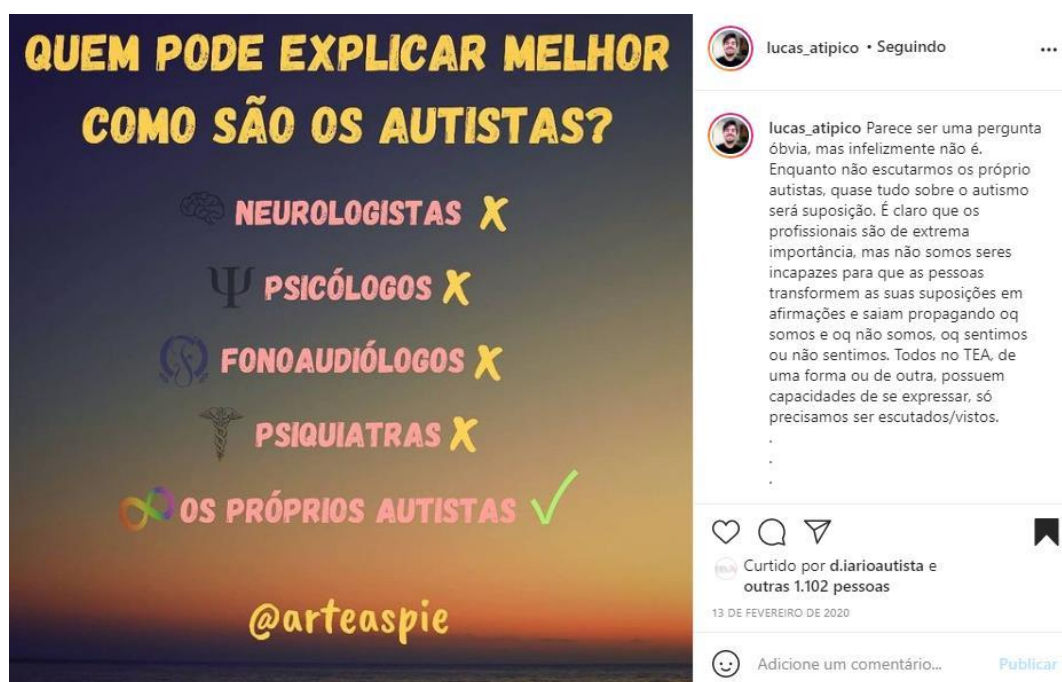 QUEM PODE EXPLICAR MELHOR
COMO SÃO OS AUTISTAS?
NEUROLOGISTAS X
Ψ PSICÓLOGOS X
FONOAUDIÓLOGOS X
PSIQUIATRAS X
OS PRÓPRIOS AUTISTAS ✓
@arteaspie
lucas_atipico • Seguindo
lucas_atipico Parece ser uma pergunta
óbvia, mas infelizmente não é.
Enquanto não escutarmos os próprio
autistas, quase tudo sobre o autismo
será suposição. É claro que os
profissionais são de extrema
importância, mas não somos seres
incapazes para que as pessoas
transformem as suas suposições em
afirmações e saiam propagando oq
somos e oq não somos, oq sentimos
ou não sentimos. Todos no TEA, de
uma forma ou de outra, possuem
capacidades de se expressar, só
precisamos ser escutados/vistos.
.
.
.
Curtido por d.iarioautista e
outras 1.102 pessoas
13 DE FEVEREIRO DE 2020
Adicione um comentário... Publicar